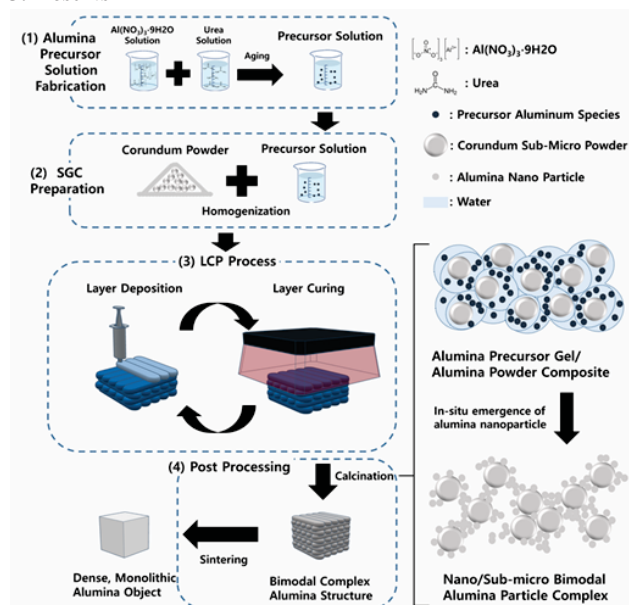 (1) Alumina
Precursor
Solution
Fabrication
Al(NO₃)₃·9H2O
Solution
Urea
Solution
Aging
Precursor Solution
: Al(NO₃)₃·9H2O
H₂N NH₂
: Urea
: Precursor Aluminum Species
: Corundum Sub-Micro Powder
: Alumina Nano Particle
: Water
(2) SGC
Preparation
Corundum Powder
Precursor Solution
Homogenization
(3) LCP Process
Layer Deposition
Layer Curing
Alumina Precursor Gel/
Alumina Powder Composite
In-situ emergence of
alumina nanoparticle
Nano/Sub-micro Bimodal
Alumina Particle Complex
(4) Post Processing
Calcination
Sintering
Dense, Monolithic
Alumina Object
Bimodal Complex
Alumina Structure